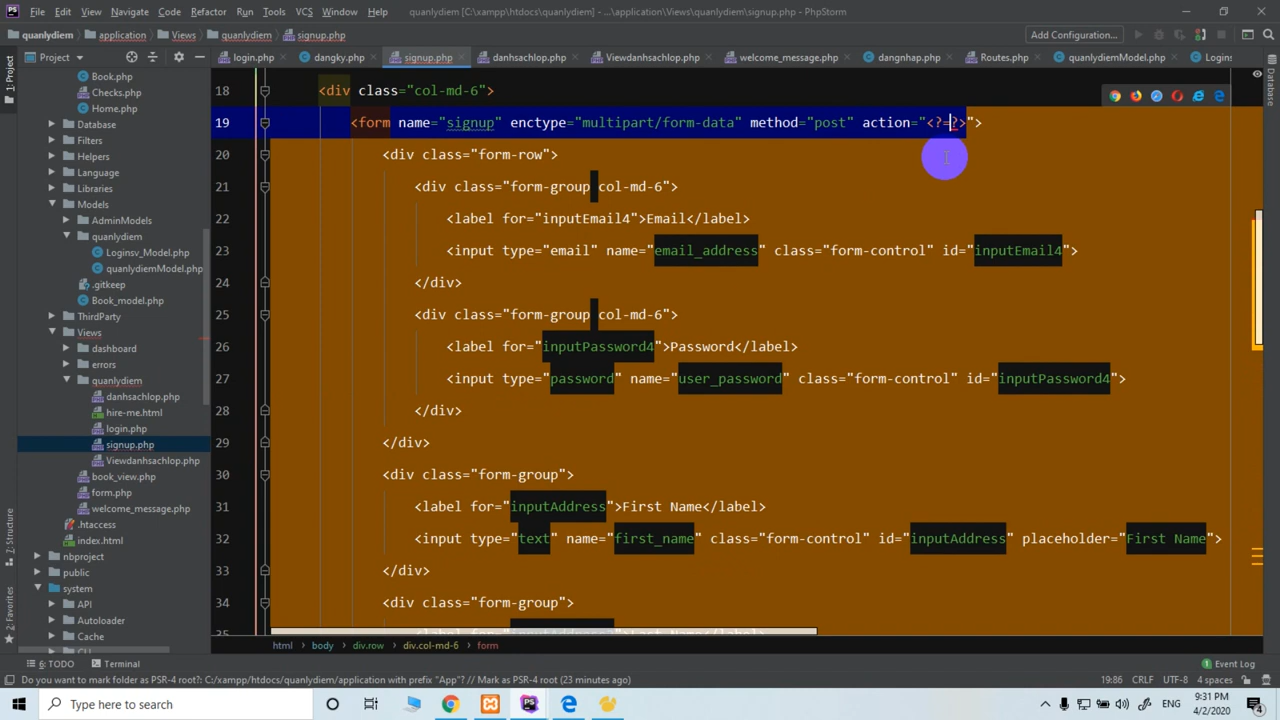 File Edit View Navigate Code Refactor Run Tools VCS Window Help quanlydiem [C:\xampp\htdocs\quanlydiem] - ...\application\Views\quanlydiem\signup.php - PhpStorm
quanlydiem application Views quanlydiem signup.php Add Configuration...
Project login.php dangky.php signup.php danhsachlop.php Viewdanhsachlop.php welcome_message.php dangnhap.php Routes.php quanlydiemModel.php Logins
1: Project
7: Structure
2: Favorites
Database
Book.php
Checks.php
Home.php
Database
Filters
Helpers
Language
Libraries
Models
AdminModels
quanlydiem
Loginsv_Model.php
quanlydiemModel.php
.gitkeep
Book_model.php
ThirdParty
Views
dashboard
errors
quanlydiem
danhsachlop.php
hire-me.html
login.php
signup.php
Viewdanhsachlop.php
book_view.php
form.php
welcome_message.php
.htaccess
index.html
nbproject
public
system
API
Autoloader
Cache
18 <div class="col-md-6">
19 <form name="signup" enctype="multipart/form-data" method="post" action="<?=?>">
20 <div class="form-row">
21 <div class="form-group col-md-6">
22 <label for="inputEmail4">Email</label>
23 <input type="email" name="email_address" class="form-control" id="inputEmail4">
24 </div>
25 <div class="form-group col-md-6">
26 <label for="inputPassword4">Password</label>
27 <input type="password" name="user_password" class="form-control" id="inputPassword4">
28 </div>
29 </div>
30 <div class="form-group">
31 <label for="inputAddress">First Name</label>
32 <input type="text" name="first_name" class="form-control" id="inputAddress" placeholder="First Name">
33 </div>
34 <div class="form-group">
35
html body div.row div.col-md-6 form
6: TODO Terminal Event Log
Do you want to mark folder as PSR-4 root?: C:/xampp/htdocs/quanlydiem/application with prefix "App"? // Mark as PSR-4 root (23 minutes ago) 19:86 CRLF UTF-8 4 spaces
Type here to search ENG 9:31 PM
4/2/2020 4